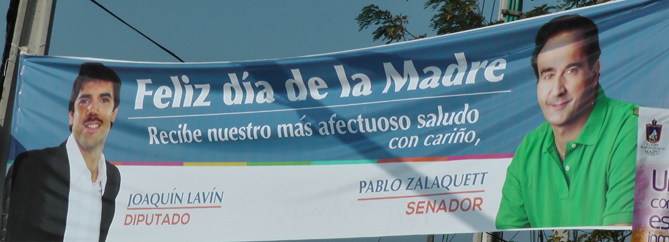 Feliz día de la Madre
Recibe nuestro más afectuoso saludo
con cariño,
JOAQUÍN LAVÍN
DIPUTADO
PABLO ZALAQUETT
SENADOR